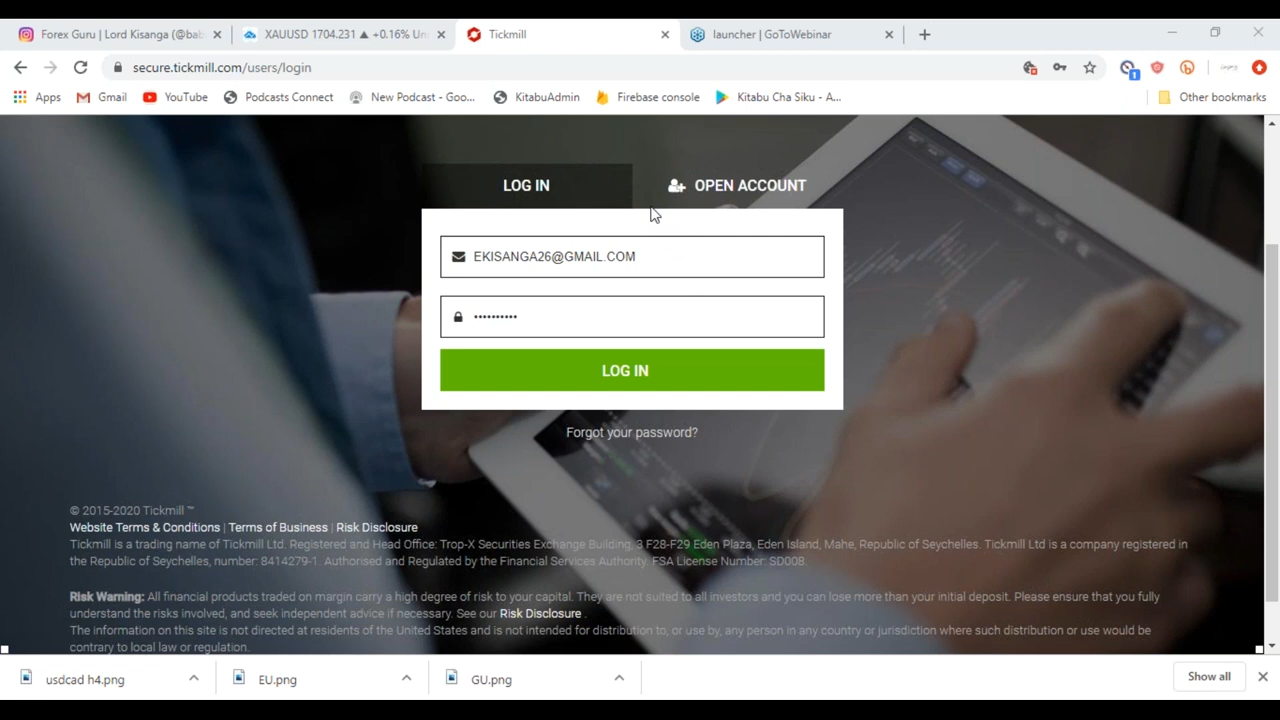 Forex Guru | Lord Kisanga (@bab
XAUUSD 1704.231 ▲ +0.16% Un
Tickmill
launcher | GoToWebinar
secure.tickmill.com/users/login
1
Apps
Gmail
YouTube
Podcasts Connect
New Podcast - Goo...
KitabuAdmin
Firebase console
Kitabu Cha Siku - A...
Other bookmarks
LOG IN
OPEN ACCOUNT
EKISANGA26@GMAIL.COM
••••••••••
LOG IN
Forgot your password?
© 2015-2020 Tickmill ™
Website Terms & Conditions | Terms of Business | Risk Disclosure
Tickmill is a trading name of Tickmill Ltd. Registered and Head Office: Trop-X Securities Exchange Building, 3 F28-F29 Eden Plaza, Eden Island, Mahe, Republic of Seychelles. Tickmill Ltd is a company registered in
the Republic of Seychelles, number: 8414279-1. Authorised and Regulated by the Financial Services Authority. FSA License Number: SD008.
Risk Warning: All financial products traded on margin carry a high degree of risk to your capital. They are not suited to all investors and you can lose more than your initial deposit. Please ensure that you fully
understand the risks involved, and seek independent advice if necessary. See our Risk Disclosure .
The information on this site is not directed at residents of the United States and is not intended for distribution to, or use by, any person in any country or jurisdiction where such distribution or use would be
contrary to local law or regulation.
usdcad h4.png
EU.png
GU.png
Show all